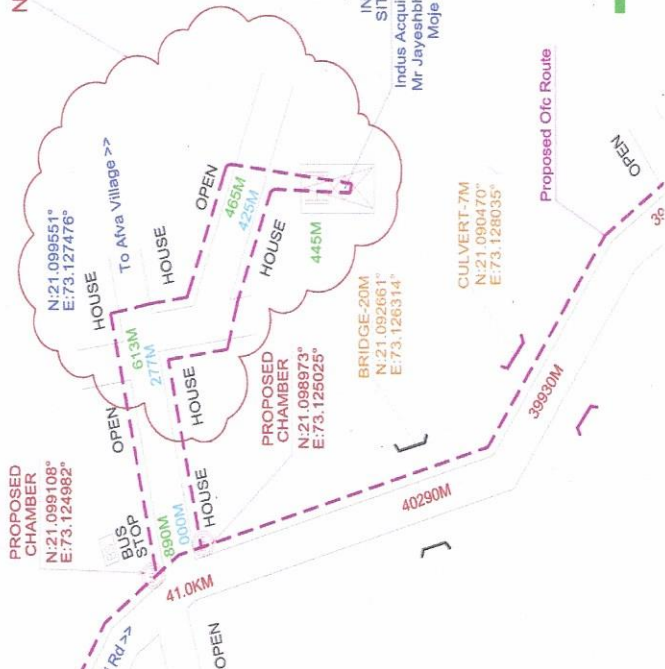 N
IN
SIT
Indus Acqui
Mr Jayeshbh
Moje
N:21.099551°
E:73.127476°
To Afva Village >>
HOUSE
HOUSE
OPEN
OPEN
465M
425M
HOUSE
445M
613M
277M
HOUSE
PROPOSED
CHAMBER
N:21.099108°
E:73.124982°
BUS
STOP
890M
000M
HOUSE
PROPOSED
CHAMBER
N:21.098973°
E:73.125025°
BRIDGE-20M
N:21.092661°
E:73.126314°
CULVERT-7M
N:21.090470°
E:73.128035°
Proposed Ofc Route
OPEN
39930M
40290M
41.0KM
Rd >>
OPEN